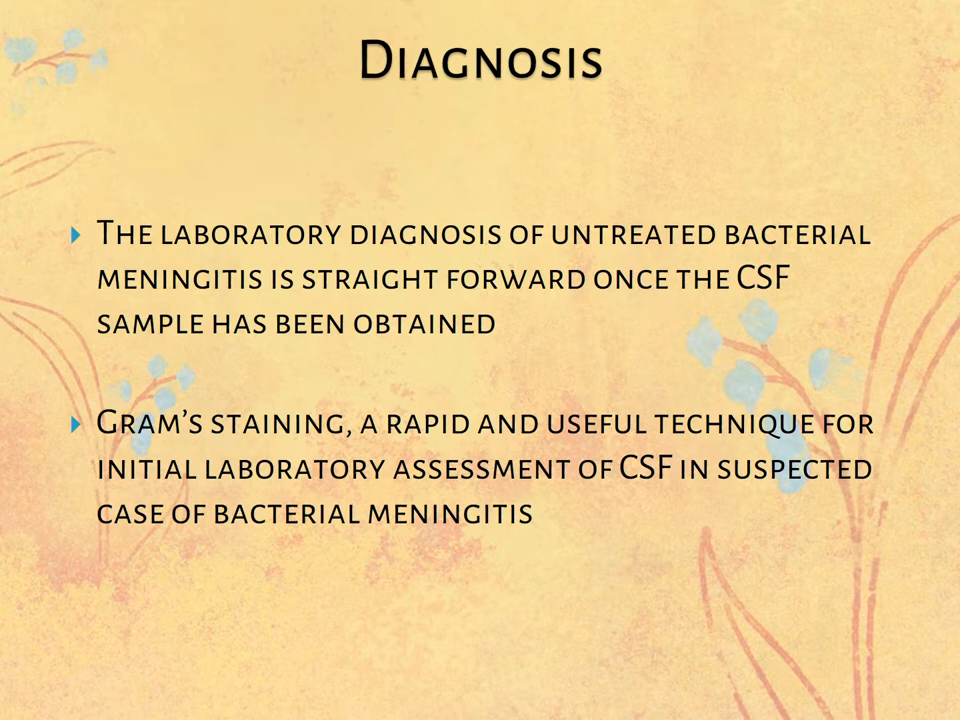 Diagnosis
The laboratory diagnosis of untreated bacterial
meningitis is straight forward once the CSF
sample has been obtained
Gram’s staining, a rapid and useful technique for
initial laboratory assessment of CSF in suspected
case of bacterial meningitis